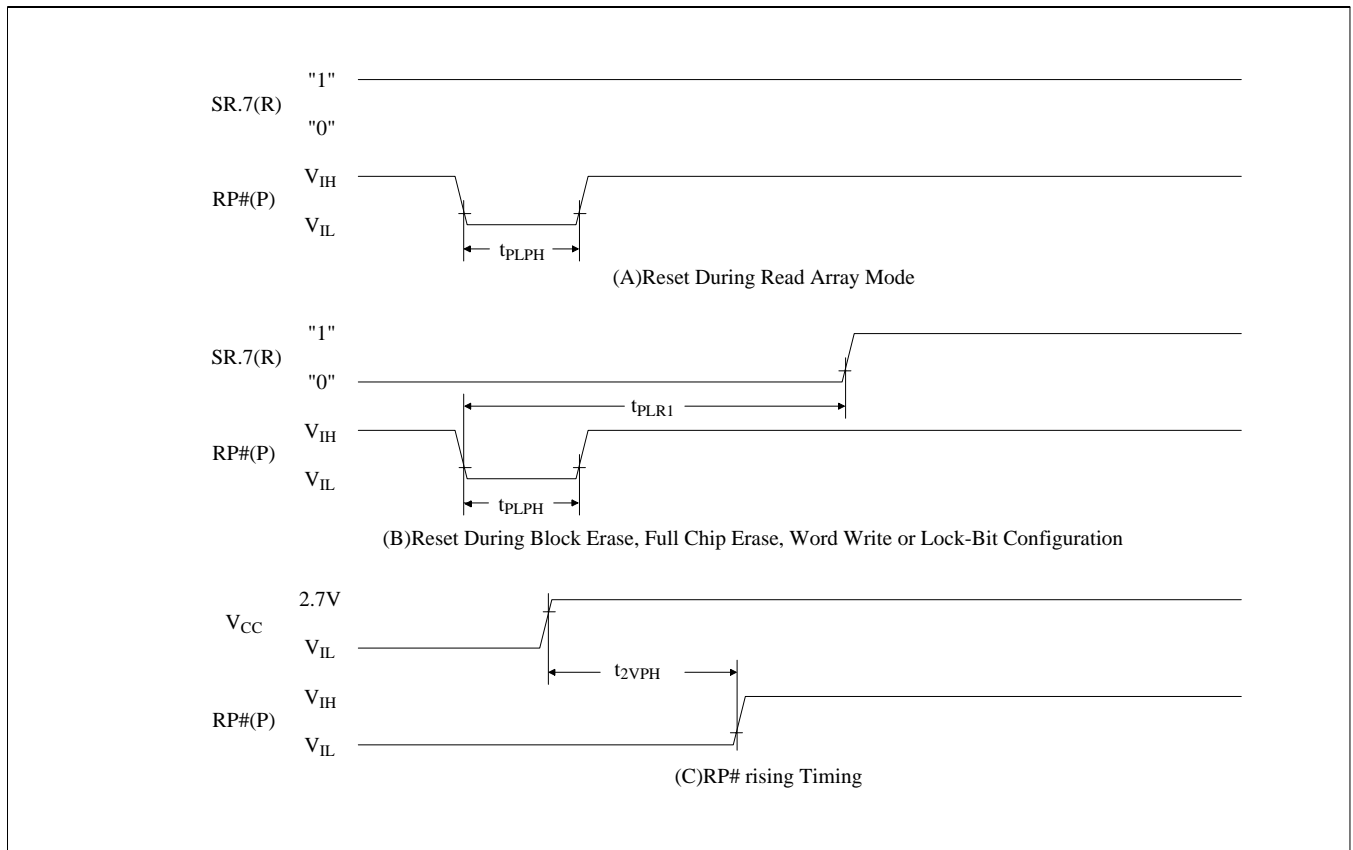 "1"
SR.7(R)
"0"
VIH
RP#(P)
VIL
tPLPH
(A)Reset During Read Array Mode
"1"
SR.7(R)
"0"
tPLR1
VIH
RP#(P)
VIL
tPLPH
(B)Reset During Block Erase, Full Chip Erase, Word Write or Lock-Bit Configuration
2.7V
VCC
VIL
t2VPH
VIH
RP#(P)
VIL
(C)RP# rising Timing